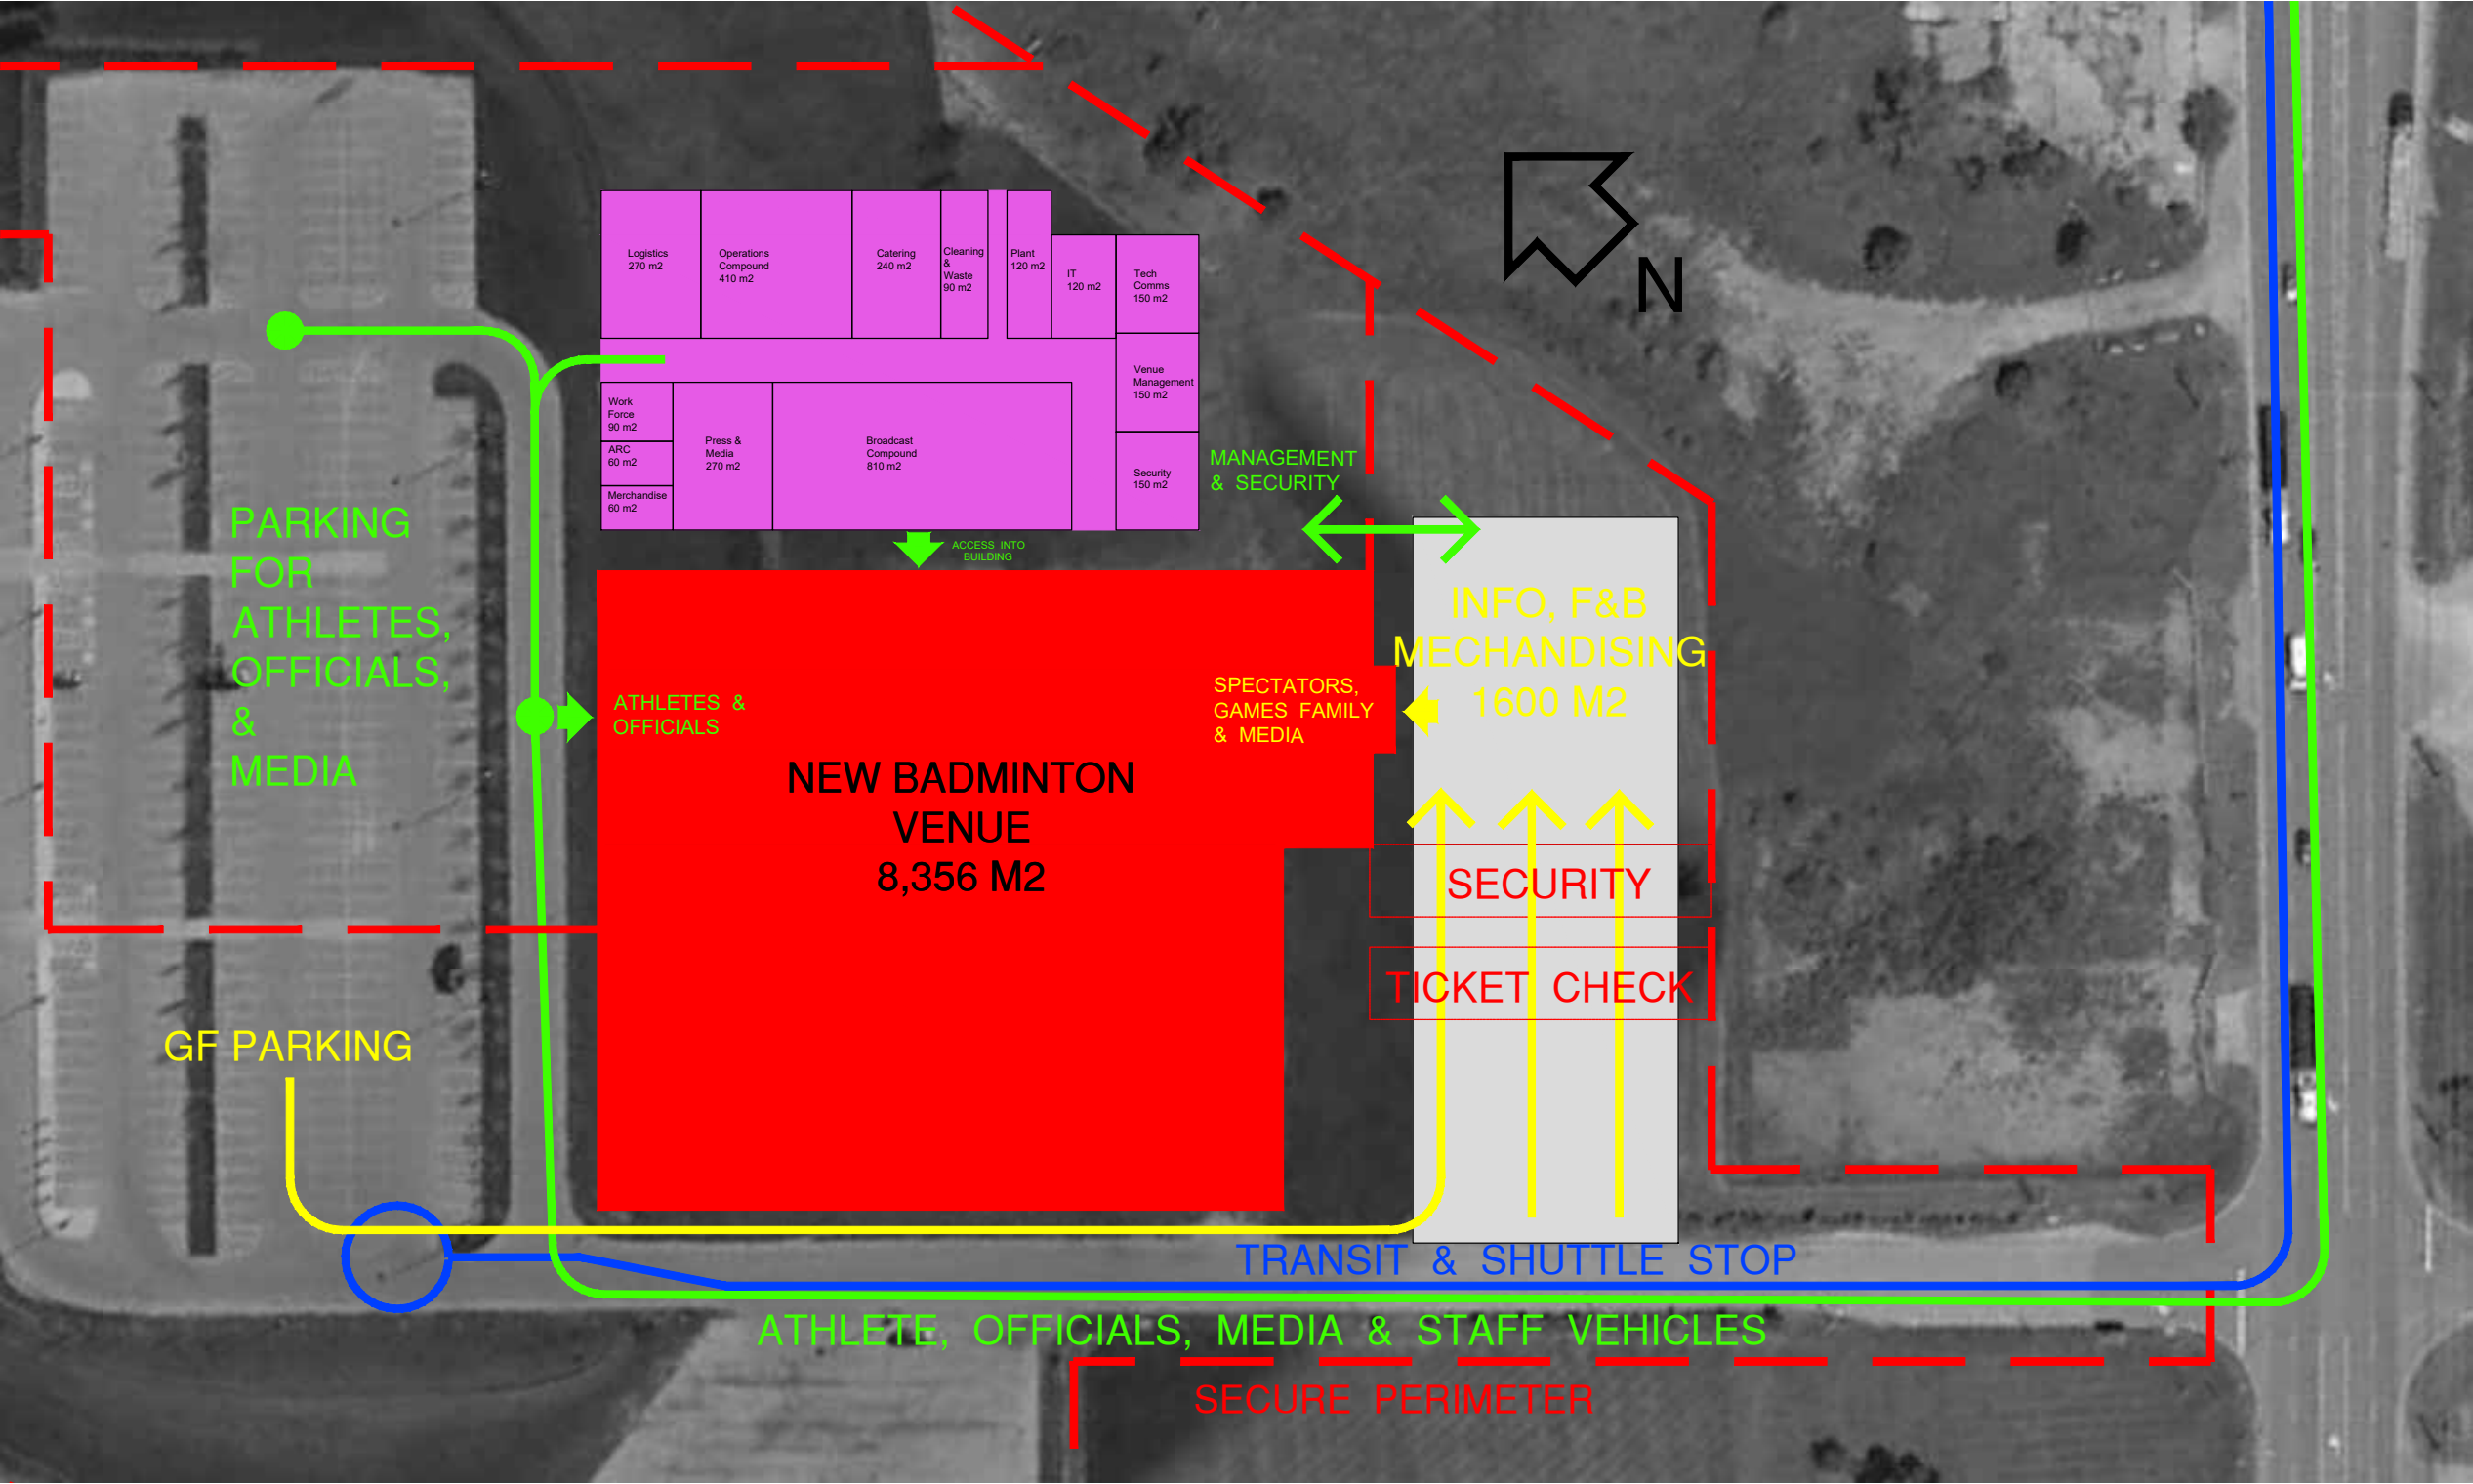 Logistics
270 m2
Operations
Compound
410 m2
Catering
240 m2
Cleaning
&
Waste
90 m2
Plant
120 m2
IT
120 m2
Tech
Comms
150 m2
N
Venue
Management
150 m2
Work
Force
90 m2
ARC
60 m2
Merchandise
60 m2
Press &
Media
270 m2
Broadcast
Compound
810 m2
Security
150 m2
MANAGEMENT
& SECURITY
ACCESS INTO
BUILDING
PARKING
FOR
ATHLETES,
OFFICIALS,
&
MEDIA
ATHLETES &
OFFICIALS
SPECTATORS,
GAMES FAMILY
& MEDIA
INFO, F&B
MECHANDISING
1600 M2
NEW BADMINTON
VENUE
8,356 M2
SECURITY
TICKET CHECK
GF PARKING
TRANSIT & SHUTTLE STOP
ATHLETE, OFFICIALS, MEDIA & STAFF VEHICLES
SECURE PERIMETER